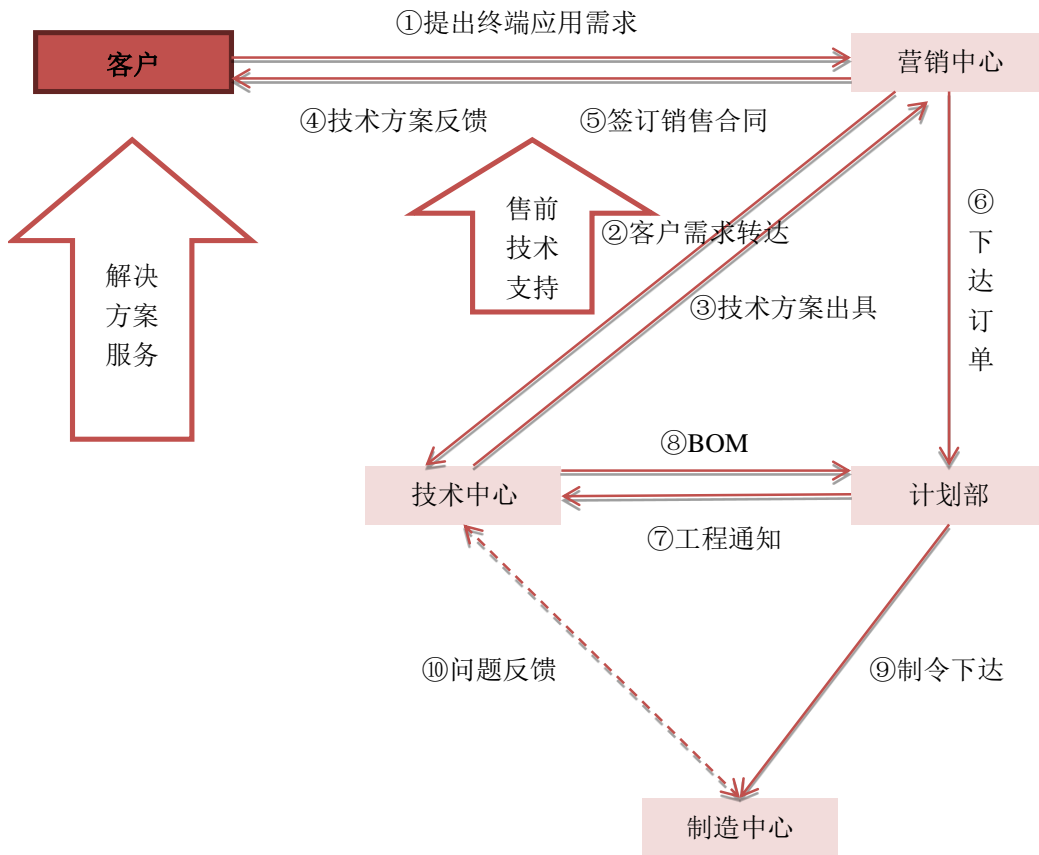 ①提出终端应用需求
客户
营销中心
④技术方案反馈
⑤签订销售合同
售前
技术
支持
②客户需求转达
③技术方案出具
⑥
下
达
订
单
解决
方案
服务
⑧BOM
技术中心
计划部
⑦工程通知
⑩问题反馈
⑨制令下达
制造中心